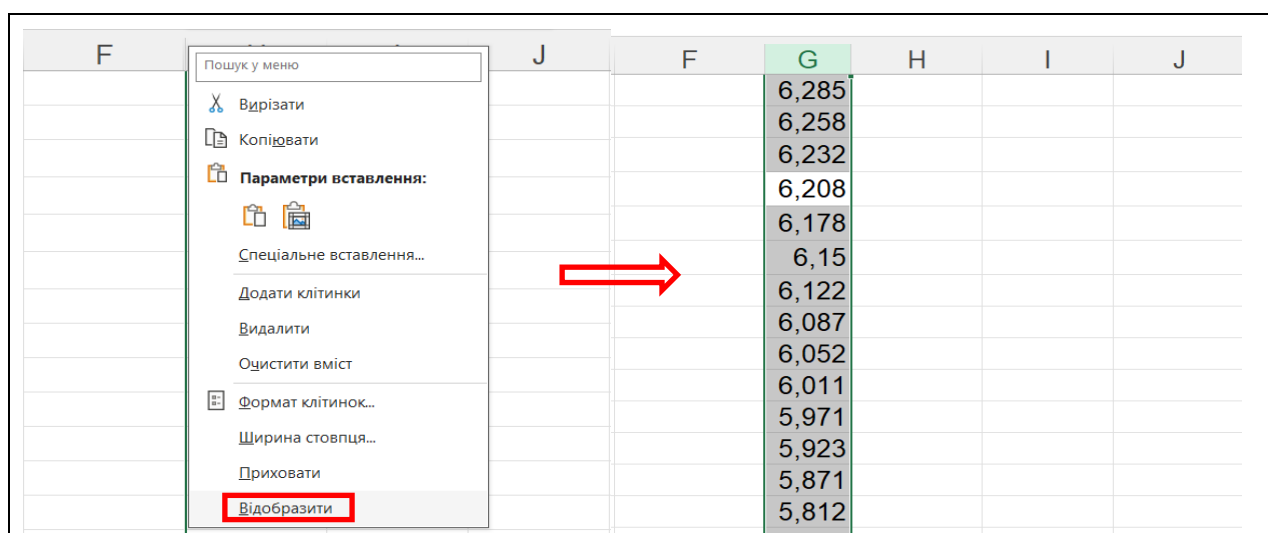 F J
Пошук у меню
Вирізати
Копіювати
Параметри вставлення:
Спеціальне вставлення...
Додати клітинки
Видалити
Очистити вміст
Формат клітинок...
Ширина стовпця...
Приховати
Відобразити
F G H I J
6,285
6,258
6,232
6,208
6,178
6,15
6,122
6,087
6,052
6,011
5,971
5,923
5,871
5,812